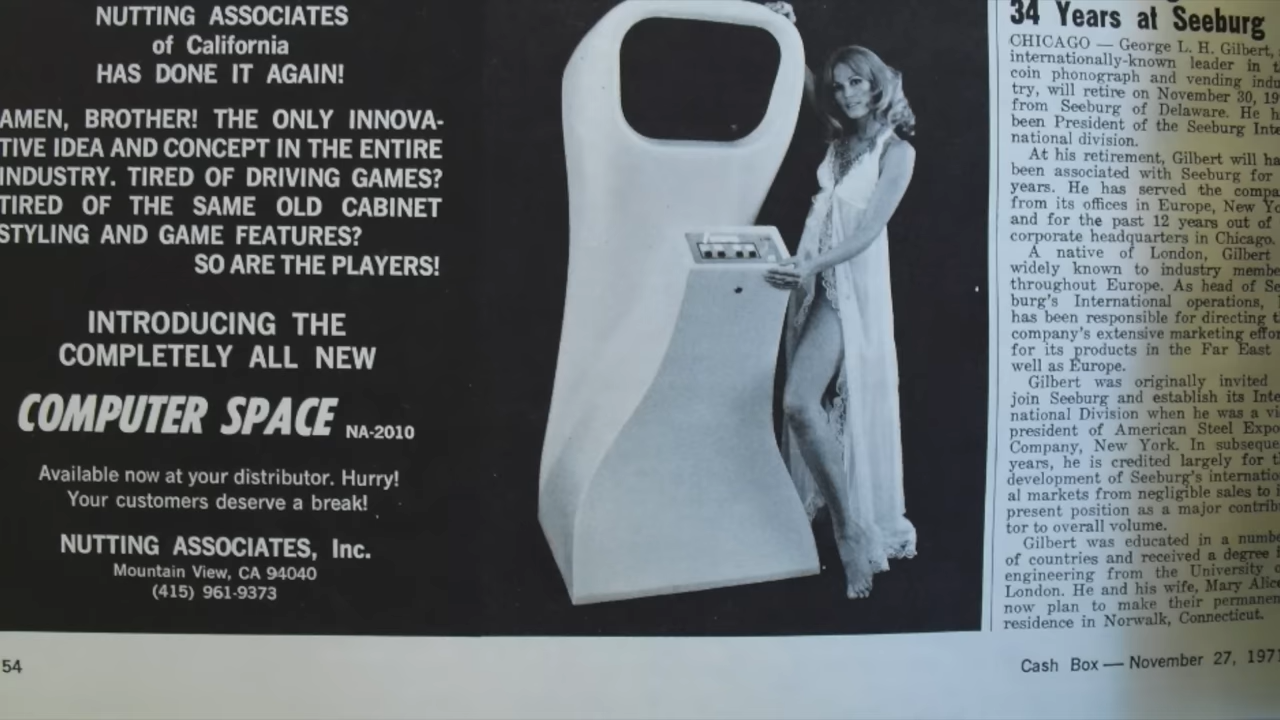 NUTTING ASSOCIATES
of California
HAS DONE IT AGAIN!
AMEN, BROTHER! THE ONLY INNOVA-
TIVE IDEA AND CONCEPT IN THE ENTIRE
INDUSTRY. TIRED OF DRIVING GAMES?
TIRED OF THE SAME OLD CABINET
STYLING AND GAME FEATURES?
SO ARE THE PLAYERS!
INTRODUCING THE
COMPLETELY ALL NEW
COMPUTER SPACE NA-2010
Available now at your distributor. Hurry!
Your customers deserve a break!
NUTTING ASSOCIATES, Inc.
Mountain View, CA 94040
(415) 961-9373
54
34 Years at Seeburg
CHICAGO — George L. H. Gilbert,
internationally-known leader in
coin phonograph and vending
try, will retire on November 30,
from Seeburg of Delaware. He
been President of the Seeburg
national division.
At his retirement, Gilbert will
been associated with Seeburg for
years. He has served the
from its offices in Europe, New
and for the past 12 years out of
corporate headquarters in Chicago.
A native of London, Gilbert
widely known to industry
throughout Europe. As head of
burg's International operations,
has been responsible for directing
company's extensive marketing
for its products in the Far East
well as Europe.
Gilbert was originally invited
join Seeburg and establish its
national Division when he was a
president of American Steel
Company, New York. In
years, he is credited largely for
development of Seeburg's
al markets from negligible sales to
present position as a major
tor to overall volume.
Gilbert was educated in a
of countries and received a degree
engineering from the University
London. He and his wife, Mary
now plan to make their
residence in Norwalk, Connecticut.
Cash Box — November 27, 197